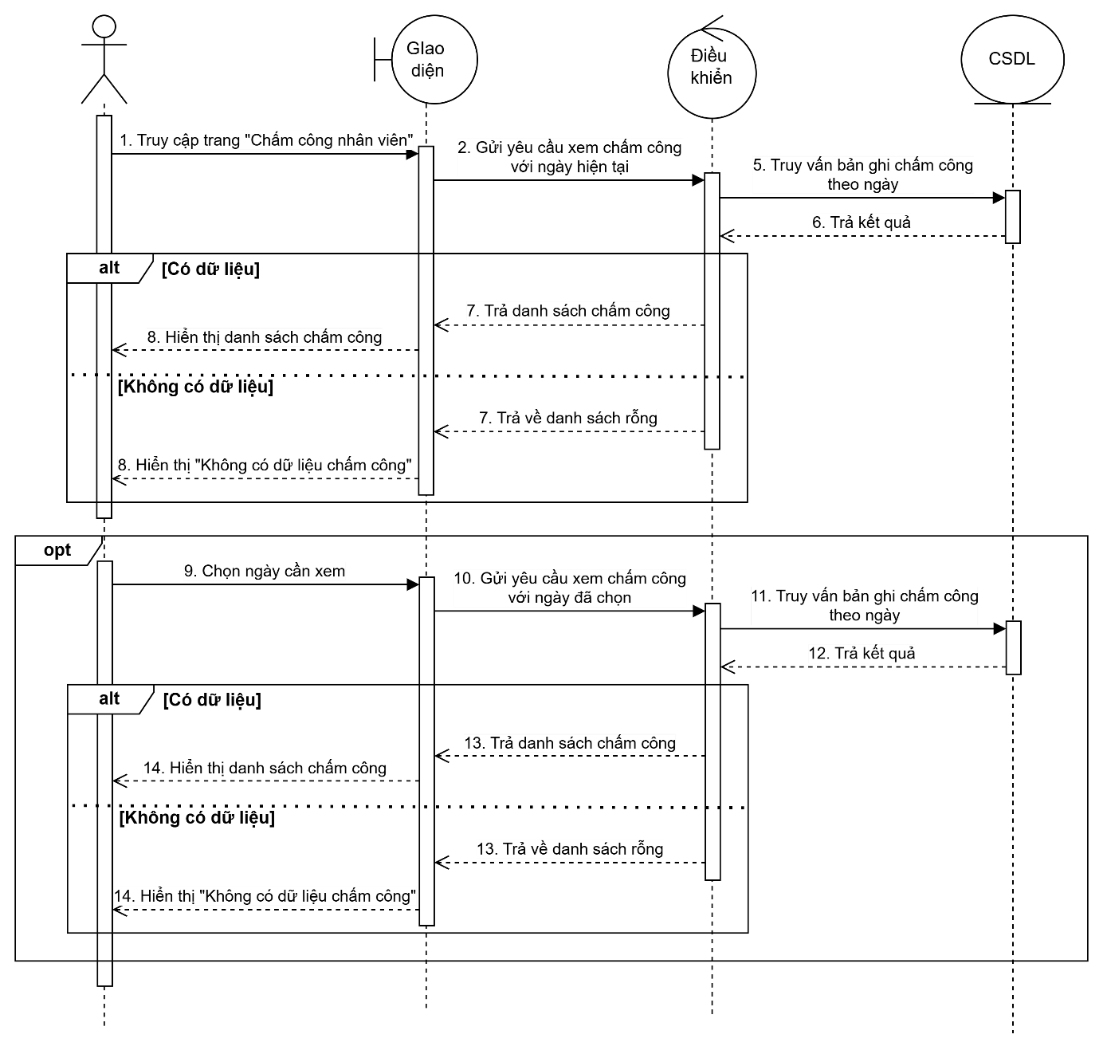 GIao
diện
Điều
khiển
CSDL
1. Truy cập trang "Chấm công nhân viên"
2. Gửi yêu cầu xem chấm công
với ngày hiện tại
5. Truy vấn bản ghi chấm công
theo ngày
6. Trả kết quả
alt
[Có dữ liệu]
7. Trả danh sách chấm công
8. Hiển thị danh sách chấm công
[Không có dữ liệu]
7. Trả về danh sách rỗng
8. Hiển thị "Không có dữ liệu chấm công"
opt
9. Chọn ngày cần xem
10. Gửi yêu cầu xem chấm công
với ngày đã chọn
11. Truy vấn bản ghi chấm công
theo ngày
12. Trả kết quả
alt
[Có dữ liệu]
13. Trả danh sách chấm công
14. Hiển thị danh sách chấm công
[Không có dữ liệu]
13. Trả về danh sách rỗng
14. Hiển thị "Không có dữ liệu chấm công"